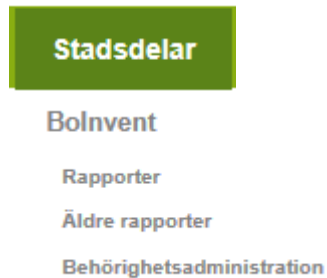 Stadsdelar
BoInvent
Rapporter
Äldre rapporter
Behörighetsadministration